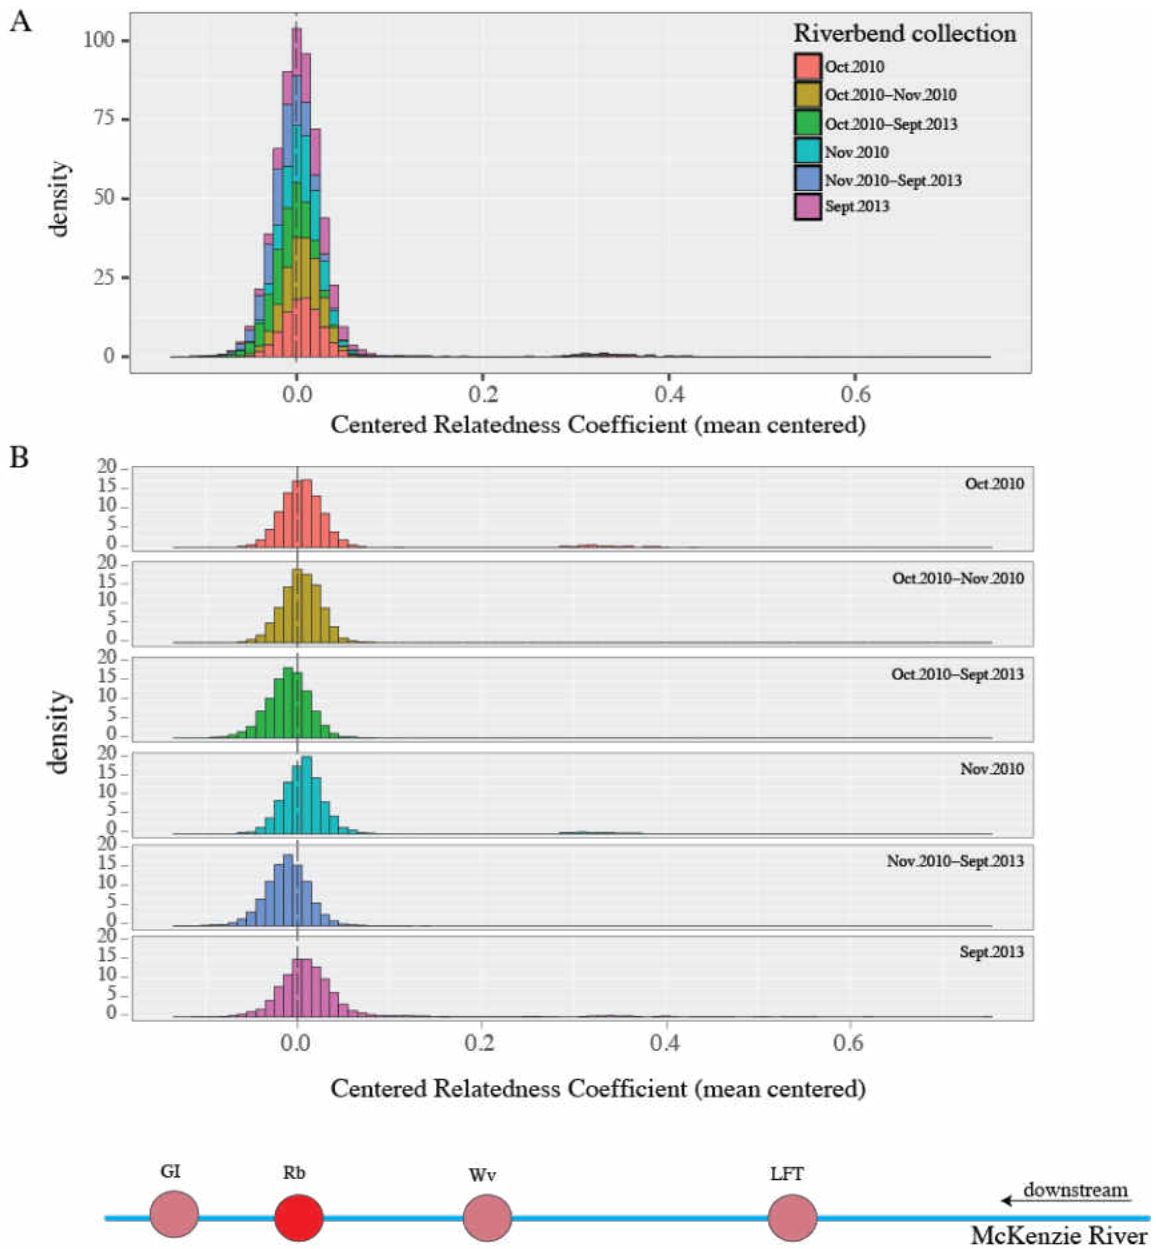 A
100
75
50
25
0
density
Riverbend collection
Oct.2010
Oct.2010–Nov.2010
Oct.2010–Sept.2013
Nov.2010
Nov.2010–Sept.2013
Sept.2013
0.0 0.2 0.4 0.6
Centered Relatedness Coefficient (mean centered)
B
density
20
15
10
5
0
Oct.2010
20
15
10
5
0
Oct.2010–Nov.2010
20
15
10
5
0
Oct.2010–Sept.2013
20
15
10
5
0
Nov.2010
20
15
10
5
0
Nov.2010–Sept.2013
20
15
10
5
0
Sept.2013
0.0 0.2 0.4 0.6
Centered Relatedness Coefficient (mean centered)
GI Rb Wv LFT
downstream
McKenzie River